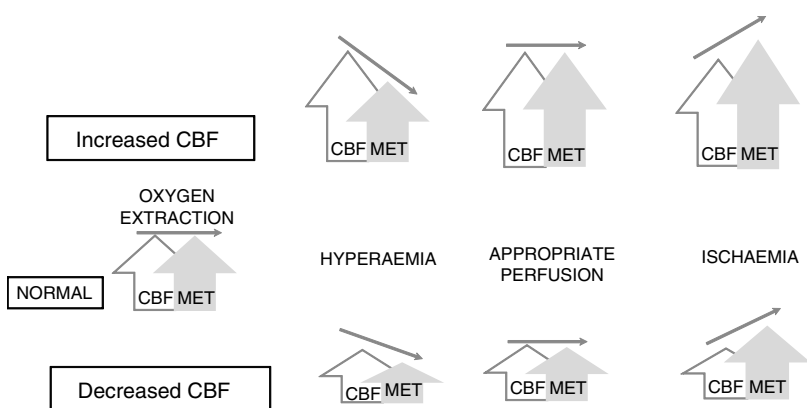 CBF MET
CBF MET
CBF MET
Increased CBF
OXYGEN
EXTRACTION
HYPERAEMIA
APPROPRIATE
PERFUSION
ISCHAEMIA
NORMAL
CBF MET
CBF MET
CBF MET
CBF MET
Decreased CBF